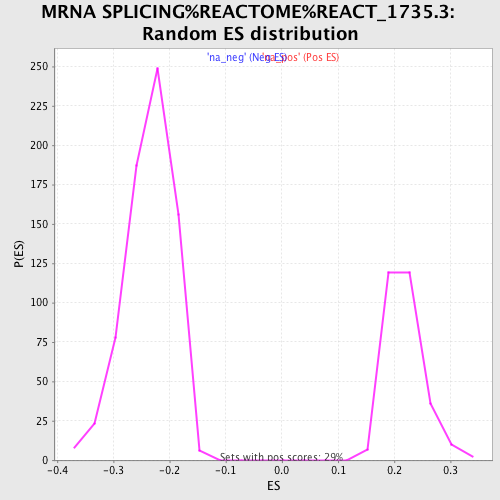 MRNA SPLICING%REACTOME%REACT_1735.3:
Random ES distribution
'na_neg' (Neg ES)
'na_pos' (Pos ES)
250
225
200
175
150
125
100
75
50
25
0
P(ES)
Sets with pos scores: 29%
-0.4 -0.3 -0.2 -0.1 0.0 0.1 0.2 0.3
ES